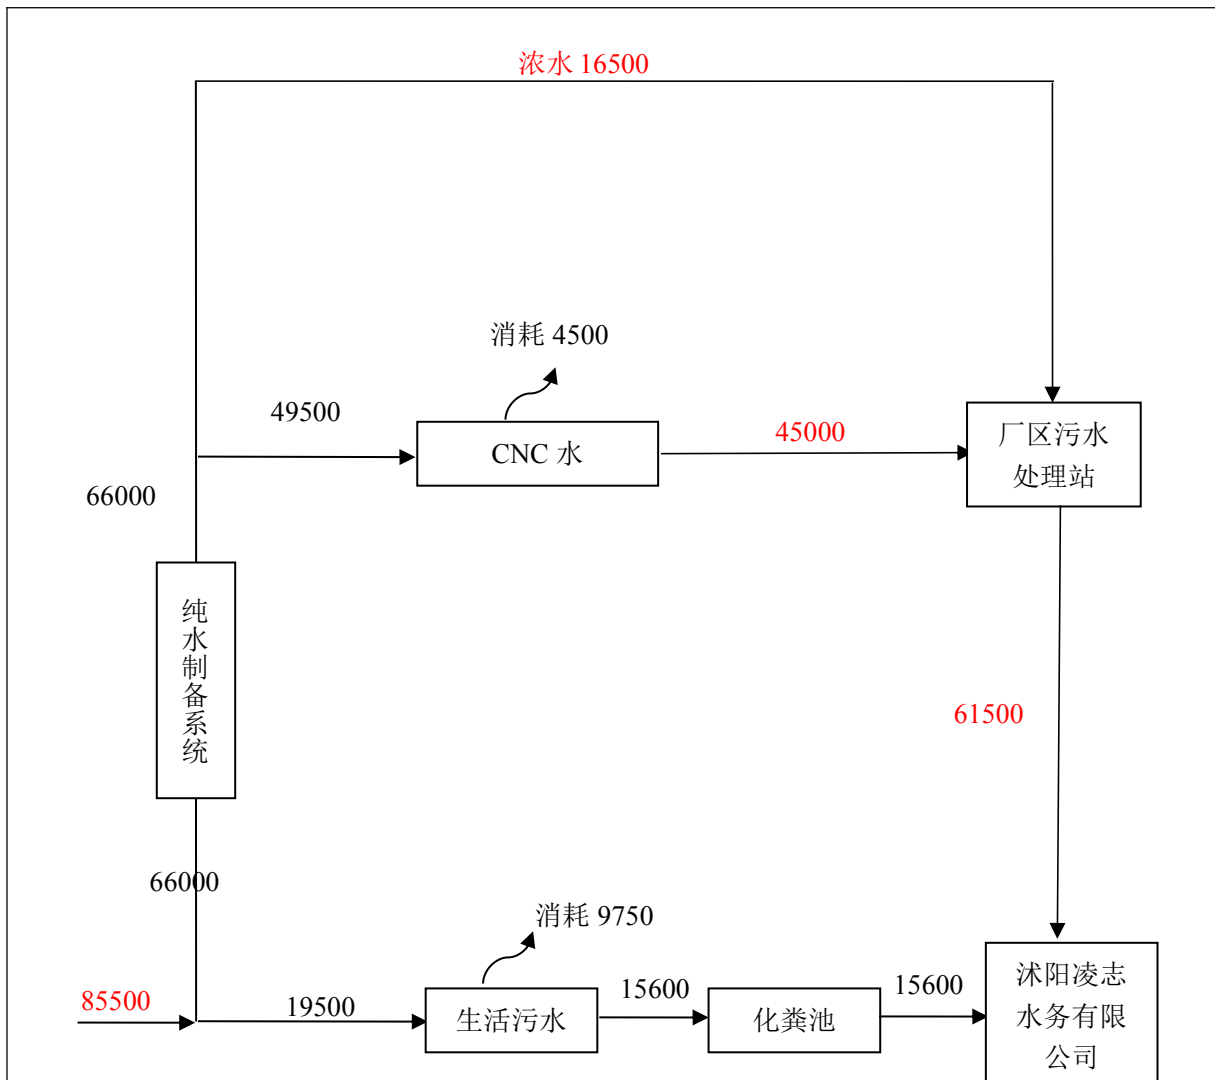 浓水 16500
消耗 4500
49500
CNC 水
45000
厂区污水
处理站
66000
纯水制备系统
61500
66000
消耗 9750
85500
19500
生活污水
15600
化粪池
15600
沭阳凌志
水务有限
公司